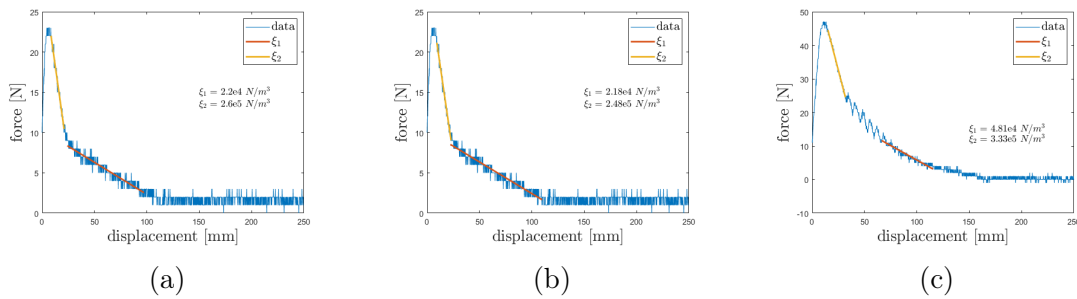 25
20
15
10
5
0
0 50 100 150 200 250
force [N]
displacement [mm]
data
ξ₁
ξ₂
ξ₁ = 2.2e4 N/m³
ξ₂ = 2.6e5 N/m³
(a)
25
20
15
10
5
0
0 50 100 150 200 250
force [N]
displacement [mm]
data
ξ₁
ξ₂
ξ₁ = 2.18e4 N/m³
ξ₂ = 2.48e5 N/m³
(b)
50
40
30
20
10
0
-10
0 50 100 150 200 250
force [N]
displacement [mm]
data
ξ₁
ξ₂
ξ₁ = 4.81e4 N/m³
ξ₂ = 3.33e5 N/m³
(c)